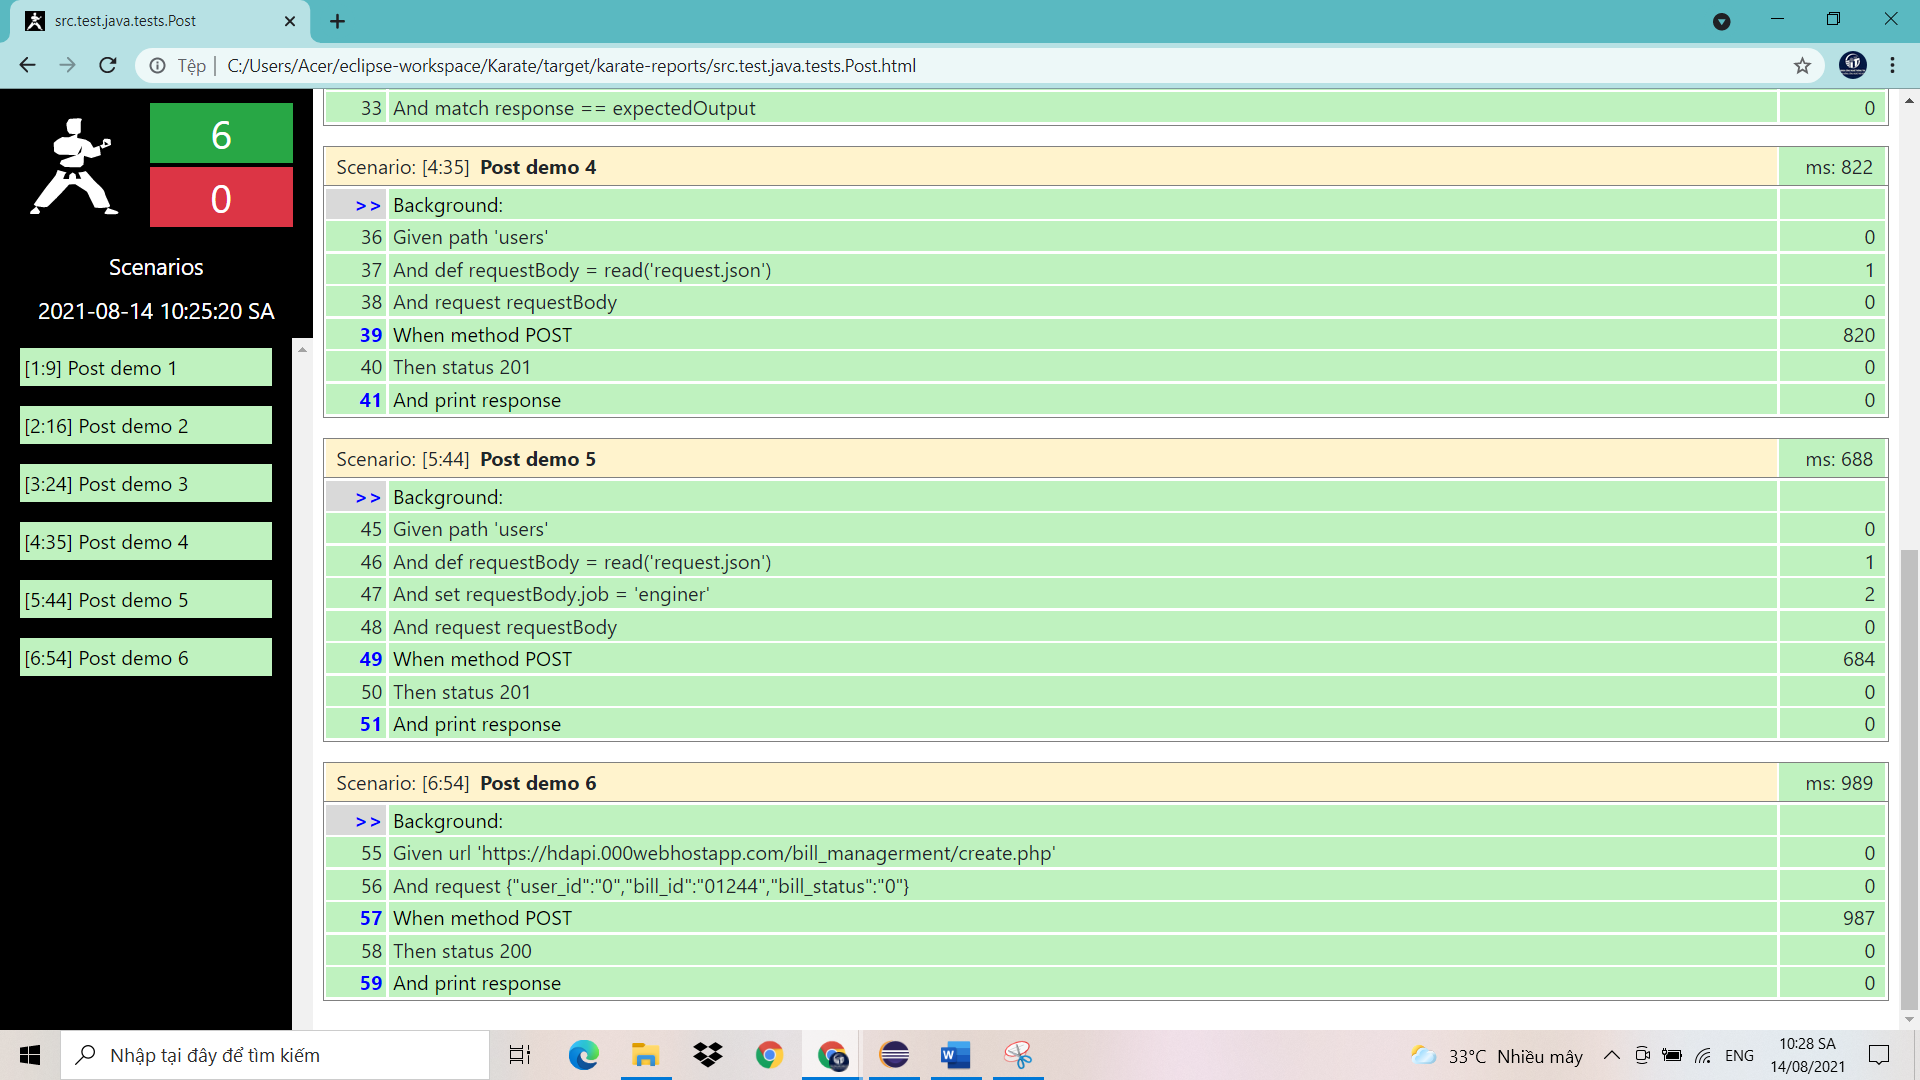 src.test.java.tests.Post
Tệp | C:/Users/Acer/eclipse-workspace/Karate/target/karate-reports/src.test.java.tests.Post.html
6
0
Scenarios
2021-08-14 10:25:20 SA
[1:9] Post demo 1
[2:16] Post demo 2
[3:24] Post demo 3
[4:35] Post demo 4
[5:44] Post demo 5
[6:54] Post demo 6
33 And match response == expectedOutput 0
Scenario: [4:35] Post demo 4 ms: 822
>> Background:
36 Given path 'users' 0
37 And def requestBody = read('request.json') 1
38 And request requestBody 0
39 When method POST 820
40 Then status 201 0
41 And print response 0
Scenario: [5:44] Post demo 5 ms: 688
>> Background:
45 Given path 'users' 0
46 And def requestBody = read('request.json') 1
47 And set requestBody.job = 'enginer' 2
48 And request requestBody 0
49 When method POST 684
50 Then status 201 0
51 And print response 0
Scenario: [6:54] Post demo 6 ms: 989
>> Background:
55 Given url 'https://hdapi.000webhostapp.com/bill_managerment/create.php' 0
56 And request {"user_id":"0","bill_id":"01244","bill_status":"0"} 0
57 When method POST 987
58 Then status 200 0
59 And print response 0
Nhập tại đây để tìm kiếm
33°C Nhiều mây
ENG
10:28 SA
14/08/2021